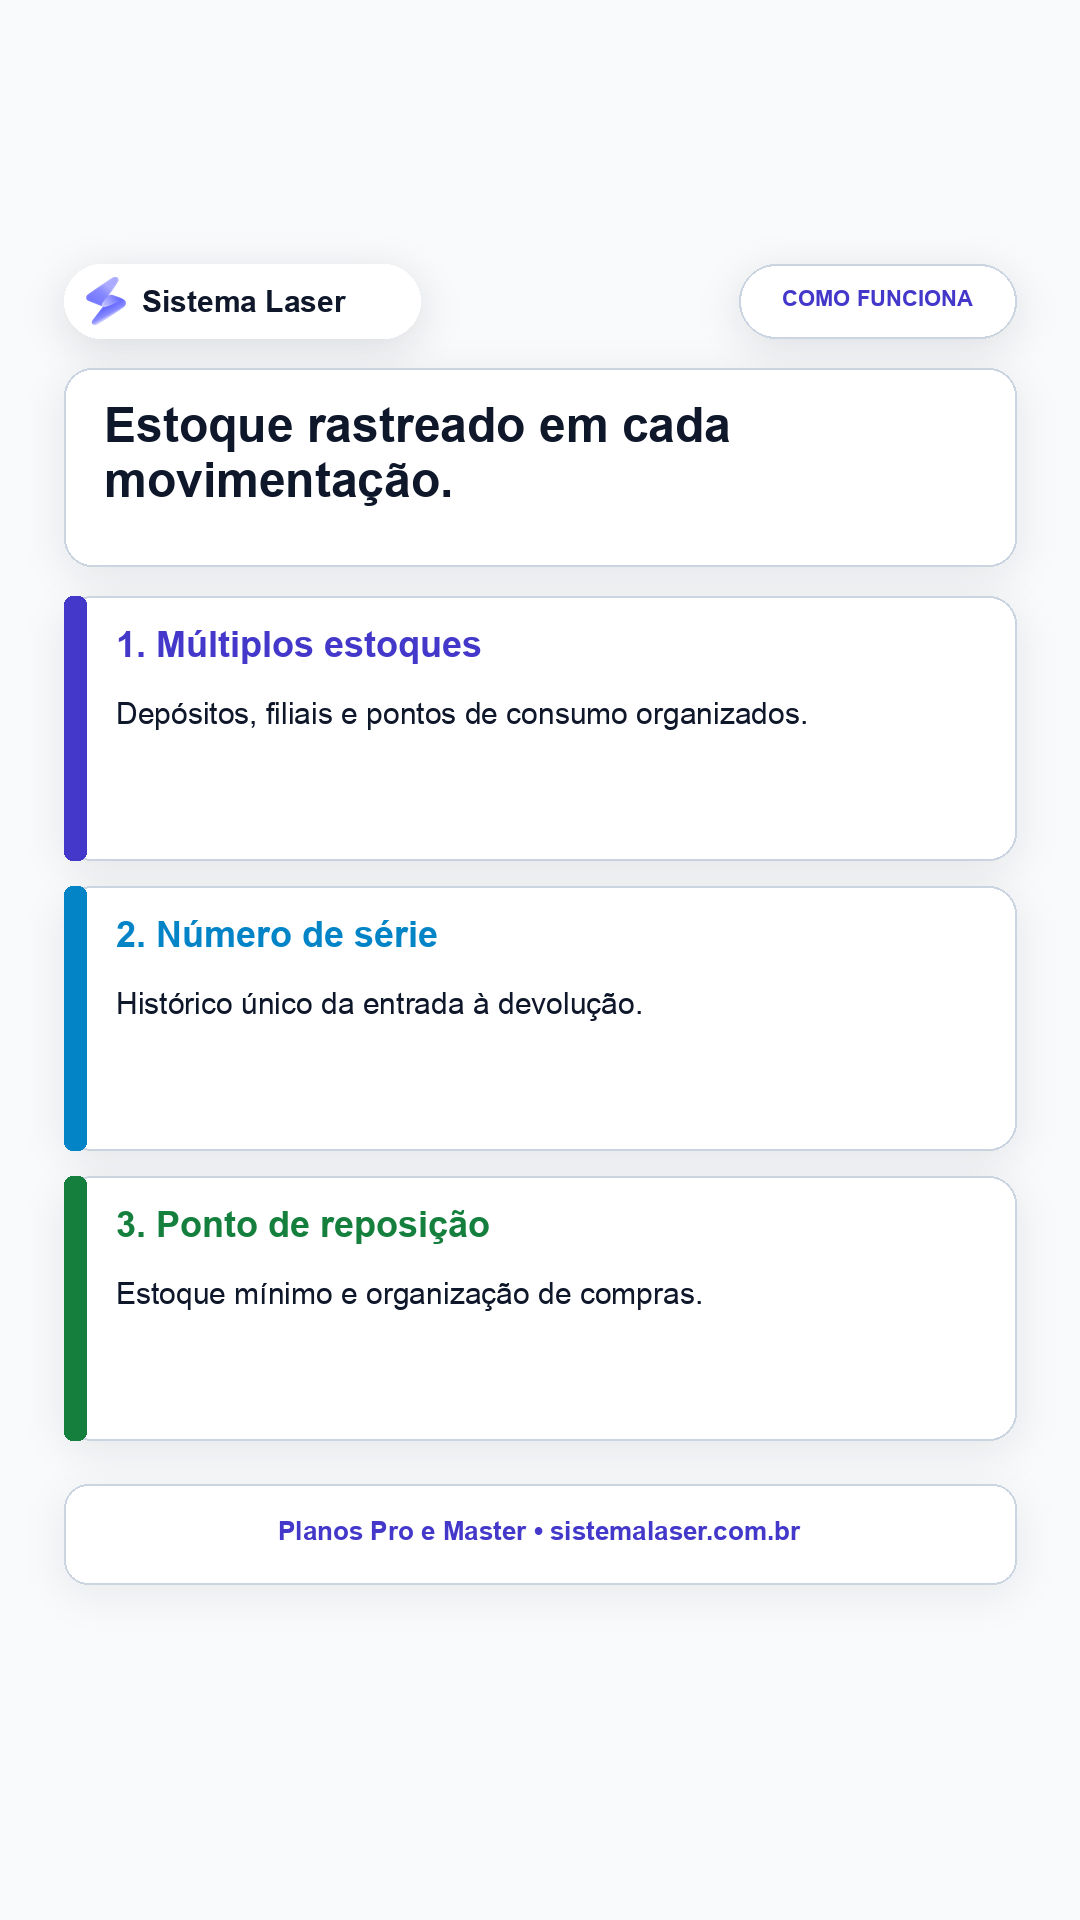 Sistema Laser
COMO FUNCIONA
Estoque rastreado em cada
movimentação.
1. Múltiplos estoques
Depósitos, filiais e pontos de consumo organizados.
2. Número de série
Histórico único da entrada à devolução.
3. Ponto de reposição
Estoque mínimo e organização de compras.
Planos Pro e Master • sistemalaser.com.br